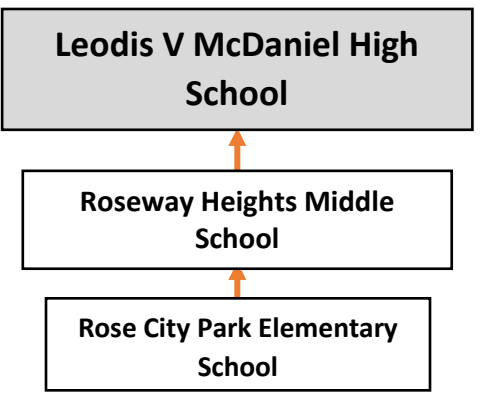 Leodis V McDaniel High
School
Roseway Heights Middle
School
Rose City Park Elementary
School